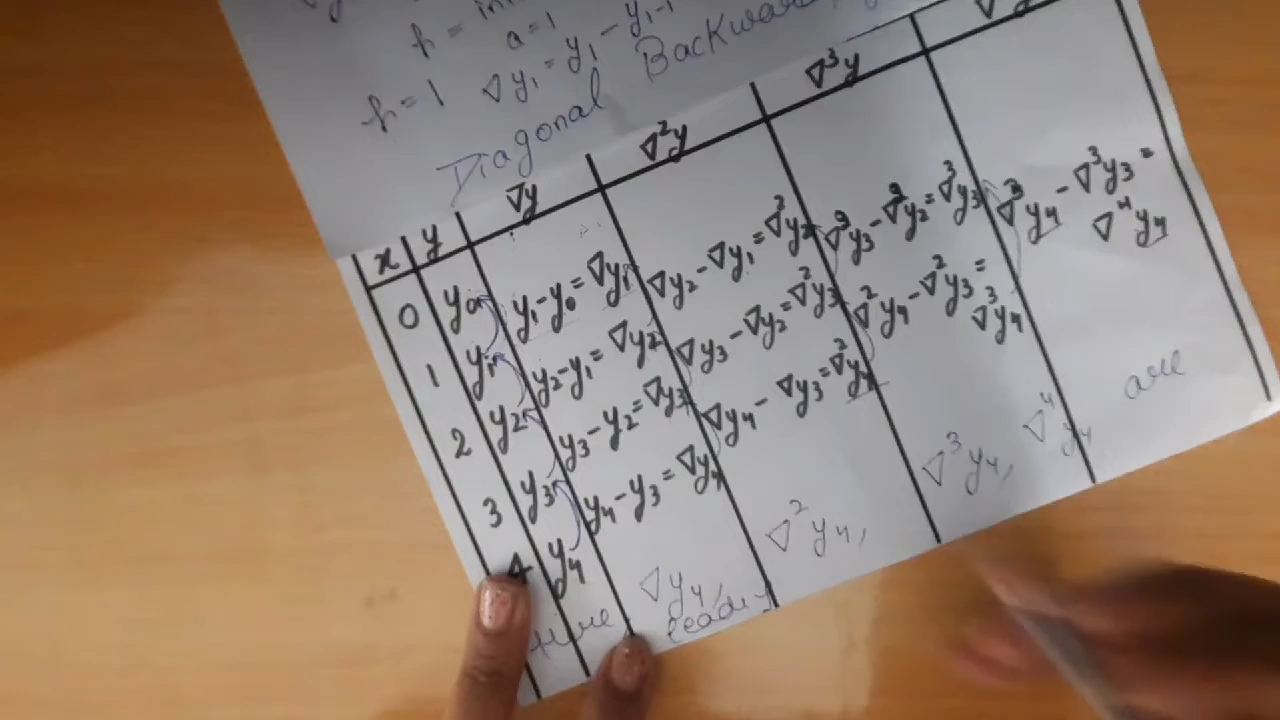 h =
a=1
h=1 ∇y₁ = y₁ - y₁₋₁
Diagonal Backward
x y ∇y ∇²y ∇³y
0 y₀ y₁-y₀=∇y₁ ∇y₂-∇y₁=∇²y₂ ∇²y₃-∇²y₂=∇³y₃ ∇³y₄-∇³y₃=
∇⁴y₄
1 y₁ y₂-y₁=∇y₂ ∇y₃-∇y₂=∇²y₃ ∇²y₄-∇²y₃=
∇³y₄
2 y₂ y₃-y₂=∇y₃ ∇y₄-∇y₃=∇²y₄
3 y₃ y₄-y₃=∇y₄
4 y₄
∇y₄, ∇²y₄, ∇³y₄, ∇⁴y₄ are